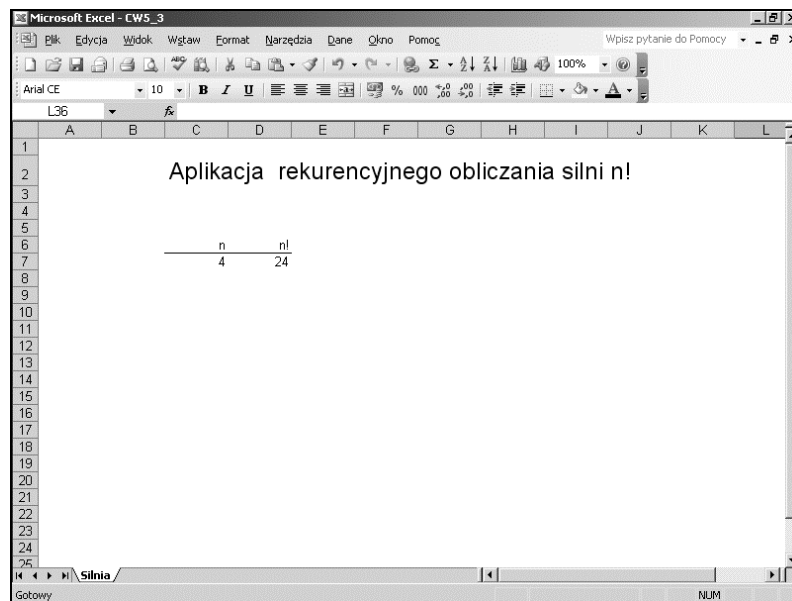 Microsoft Excel - CW5_3
Plik Edycja Widok Wstaw Format Narzędzia Dane Okno Pomoc Wpisz pytanie do Pomocy
100%
Arial CE 10 B I U % 000
L36 fx
A B C D E F G H I J K L
1
2 Aplikacja rekurencyjnego obliczania silni n!
3
4
5
6 n n!
7 4 24
8
9
10
11
12
13
14
15
16
17
18
19
20
21
22
23
24
25
Silnia
Gotowy NUM